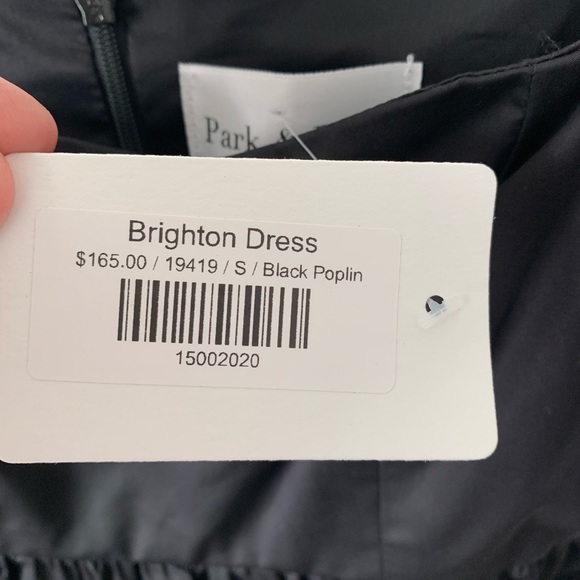 Park &
Brighton Dress
$165.00 / 19419 / S / Black Poplin
15002020